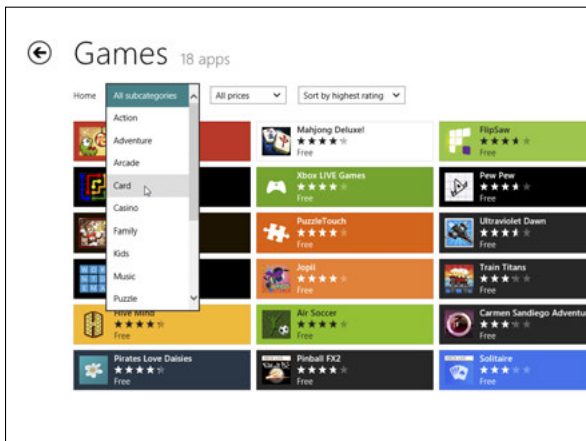 Games 18 apps
Home All subcategories All prices Sort by highest rating
Action
Adventure
Arcade
Card
Casino
Family
Kids
Music
Puzzle
Mahjong Deluxe!
Free
FlipSaw
Free
Xbox LIVE Games
Free
Pew Pew
Free
PuzzleTouch
Free
Ultraviolet Dawn
Free
Jopii
Free
Train Titans
Free
Hive Mind
Free
Air Soccer
Free
Carmen Sandiego Adventu
Free
Pirates Love Daisies
Free
Pinball FX2
Free
Solitaire
Free